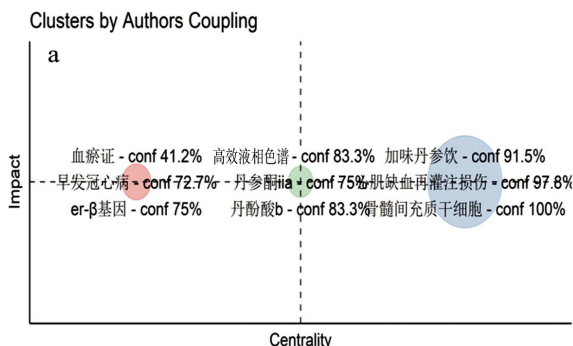 Clusters by Authors Coupling
a
Impact
血瘀证 - conf 41.2%
早发冠心病 - conf 72.7%
er-β基因 - conf 75%
高效液相色谱 - conf 83.3%
丹参酮iia - conf 75%
丹酚酸b - conf 83.3%
加味丹参饮 - conf 91.5%
肌缺血再灌注损伤 - conf 97.8%
骨髓间充质干细胞 - conf 100%
Centrality